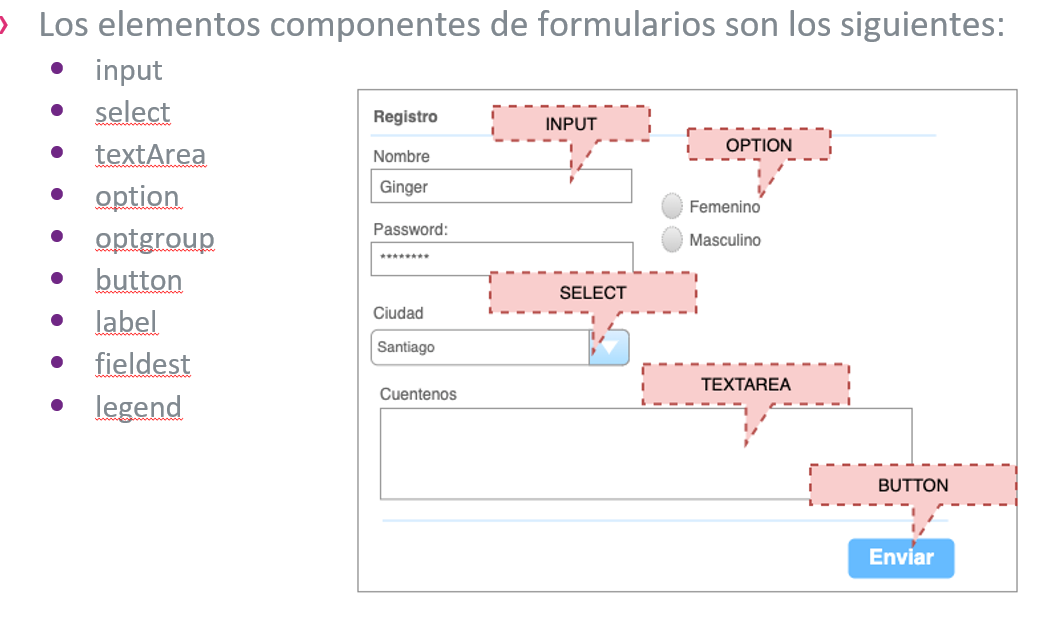 Los elementos componentes de formularios son los siguientes:
input
select
textArea
option
optgroup
button
label
fieldest
legend
Registro
INPUT
OPTION
Nombre
Ginger
Femenino
Masculino
Password:
********
SELECT
Ciudad
Santiago
TEXTAREA
Cuentenos
BUTTON
Enviar